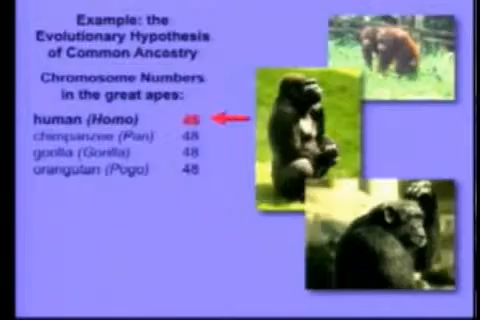 Example: the
Evolutionary Hypothesis
of Common Ancestry
Chromosome Numbers
in the great apes:
human (Homo) 46
chimpanzee (Pan) 48
gorilla (Gorilla) 48
orangutan (Pogo) 48